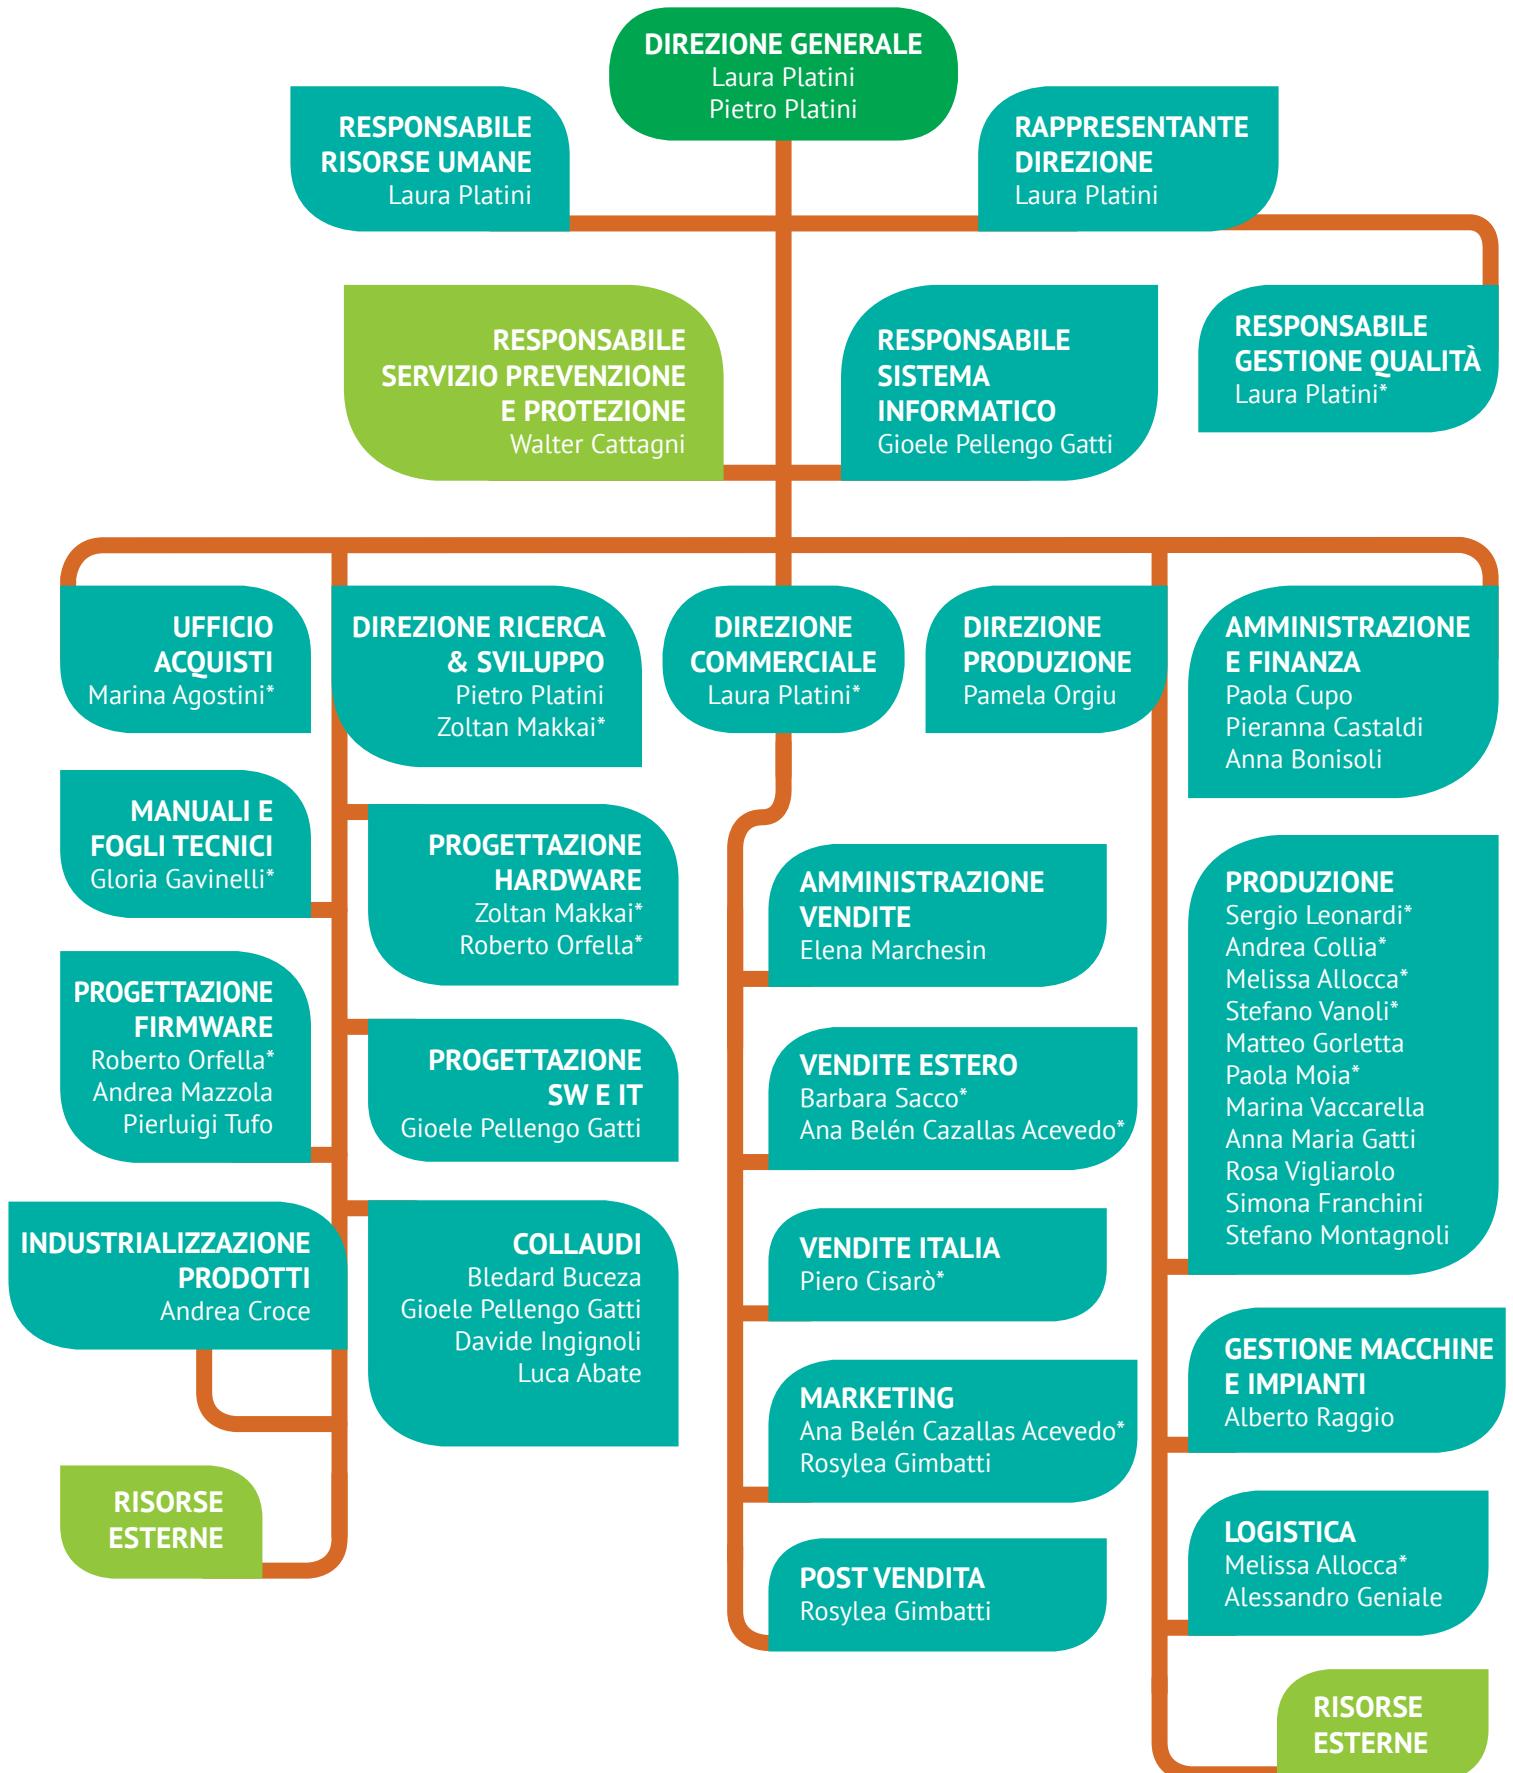 DIREZIONE GENERALE
Laura Platini
Pietro Platini
RESPONSABILE
RISORSE UMANE
Laura Platini
RAPPRESENTANTE
DIREZIONE
Laura Platini
RESPONSABILE
SERVIZIO PREVENZIONE
E PROTEZIONE
Walter Cattagni
RESPONSABILE
SISTEMA
INFORMATICO
Gioele Pellengo Gatti
RESPONSABILE
GESTIONE QUALITÀ
Laura Platini*
UFFICIO
ACQUISTI
Marina Agostini*
DIREZIONE RICERCA
& SVILUPPO
Pietro Platini
Zoltan Makkai*
DIREZIONE
COMMERCIALE
Laura Platini*
DIREZIONE
PRODUZIONE
Pamela Orgiu
AMMINISTRAZIONE
E FINANZA
Paola Cupo
Pieranna Castaldi
Anna Bonisoli
MANUALI E
FOGLI TECNICI
Gloria Gavinelli*
PROGETTAZIONE
HARDWARE
Zoltan Makkai*
Roberto Orfella*
PROGETTAZIONE
FIRMWARE
Roberto Orfella*
Andrea Mazzola
Pierluigi Tufo
PROGETTAZIONE
SW E IT
Gioele Pellengo Gatti
INDUSTRIALIZZAZIONE
PRODOTTI
Andrea Croce
COLLAUDI
Bledard Buceza
Gioele Pellengo Gatti
Davide Ingignoli
Luca Abate
RISORSE
ESTERNE
AMMINISTRAZIONE
VENDITE
Elena Marchesin
VENDITE ESTERO
Barbara Sacco*
Ana Belén Cazallas Acevedo*
VENDITE ITALIA
Piero Cisarò*
MARKETING
Ana Belén Cazallas Acevedo*
Rosylea Gimbatti
POST VENDITA
Rosylea Gimbatti
PRODUZIONE
Sergio Leonardi*
Andrea Collia*
Melissa Allocca*
Stefano Vanoli*
Matteo Gorletta
Paola Moia*
Marina Vaccarella
Anna Maria Gatti
Rosa Vigliarolo
Simona Franchini
Stefano Montagnoli
GESTIONE MACCHINE
E IMPIANTI
Alberto Raggio
LOGISTICA
Melissa Allocca*
Alessandro Geniale
RISORSE
ESTERNE